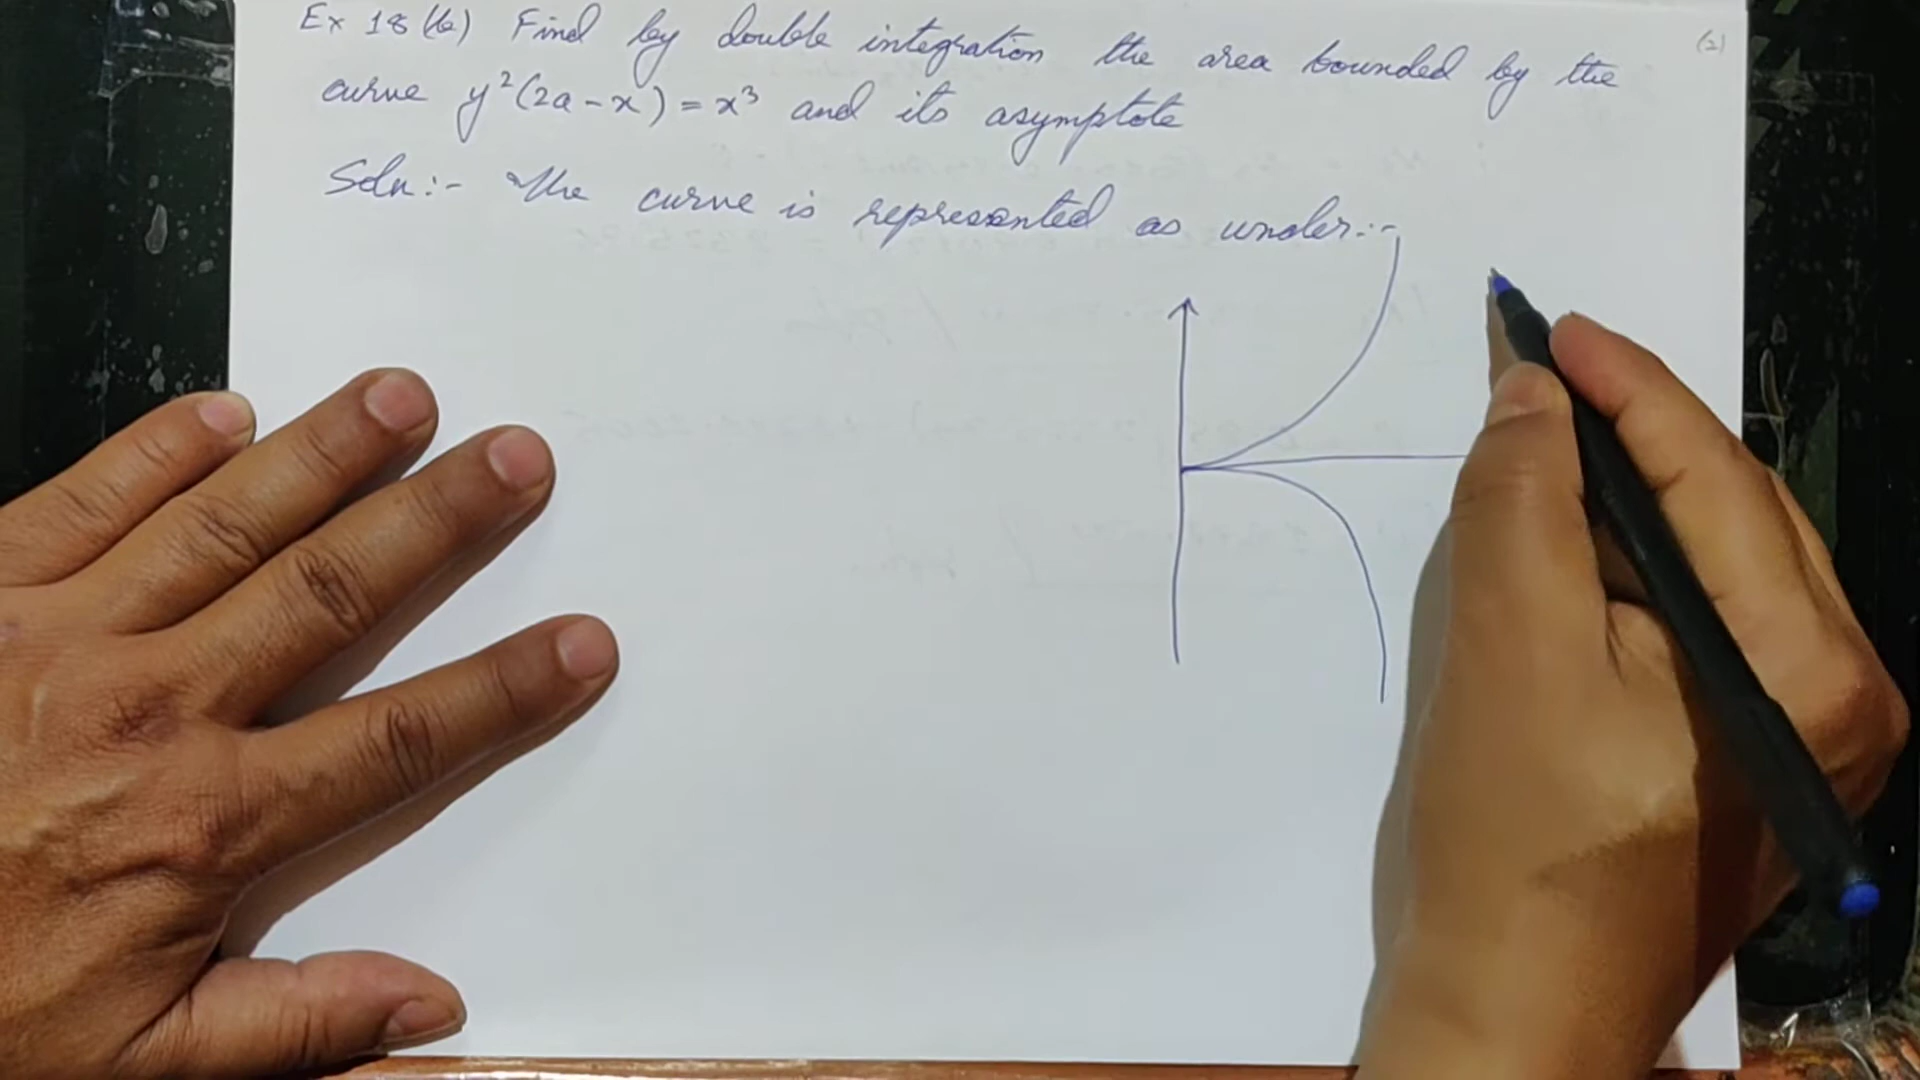 (2)
Ex 18 (b) Find by double integration the area bounded by the
curve y²(2a-x) = x³ and its asymptote
Soln:- The curve is represented as under:-